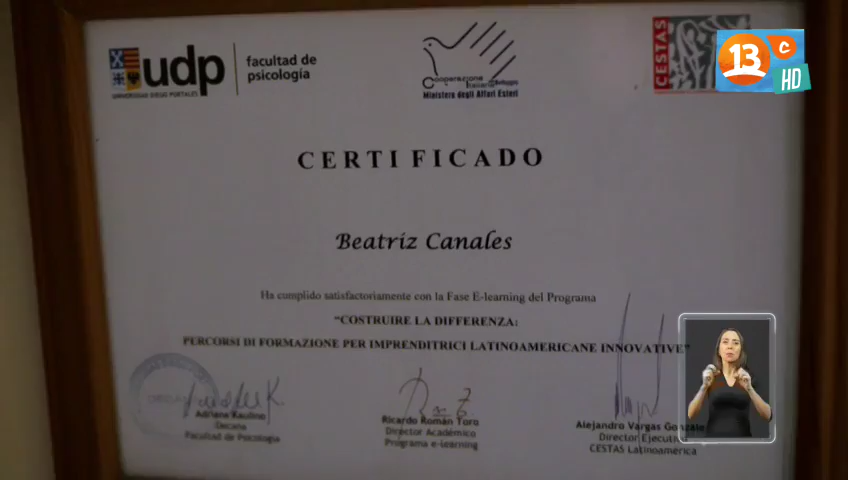 udp
facultad de
psicología
UNIVERSIDAD DIEGO PORTALES
Cooperazione
Italiana
Sviluppo
Ministero degli Affari Esteri
CESTAS
13
C
HD
CERTIFICADO
Beatriz Canales
Ha cumplido satisfactoriamente con la Fase E-learning del Programa
"COSTRUIRE LA DIFFERENZA:
PERCORSI DI FORMAZIONE PER IMPRENDITRICI LATINOAMERICANE INNOVATIVE"
Adriana Kaulino
Decana
Facultad de Psicología
Ricardo Román Toro
Director Académico
Programa e-learning
Alejandro Vargas Gonzále
Director Ejecuti
CESTAS Latinoamérica